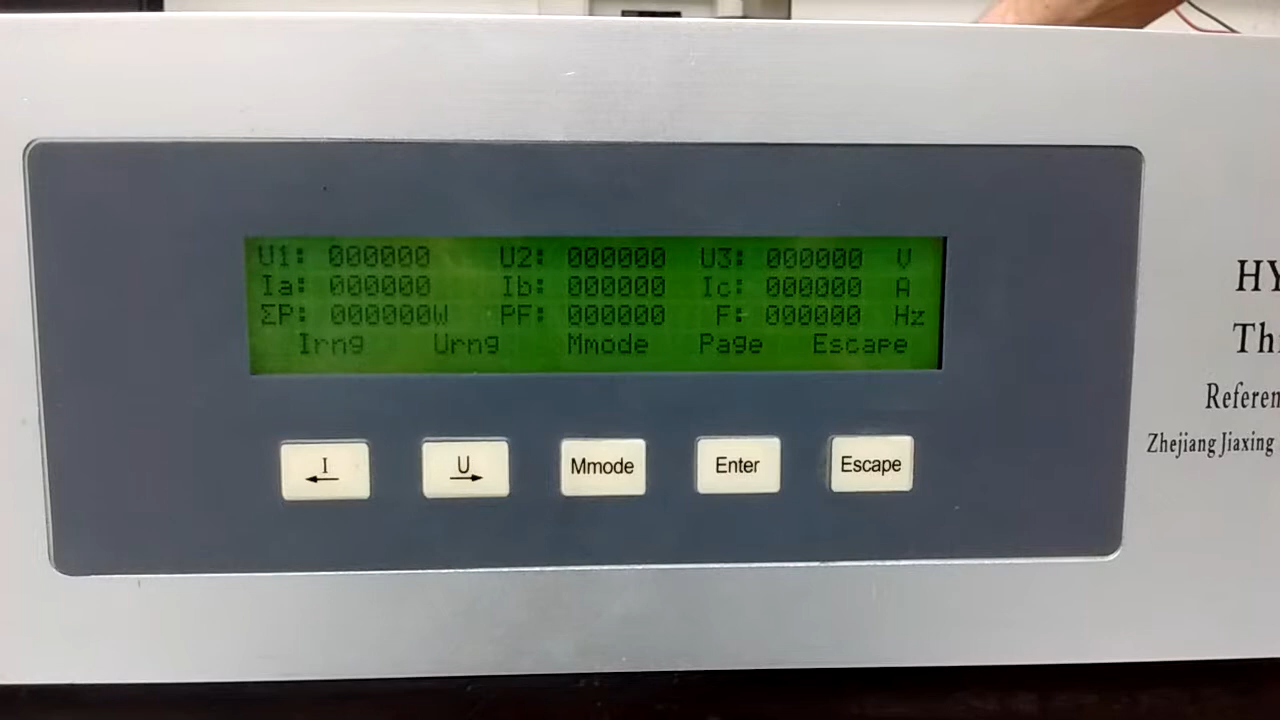 U1: 000000 U2: 000000 U3: 000000 V
Ia: 000000 Ib: 000000 Ic: 000000 A
ΣP: 000000W PF: 000000 F: 000000 Hz
Irng Urng Mmode Page Escape
I U Mmode Enter Escape
HY
Th
Referen
Zhejiang Jiaxing